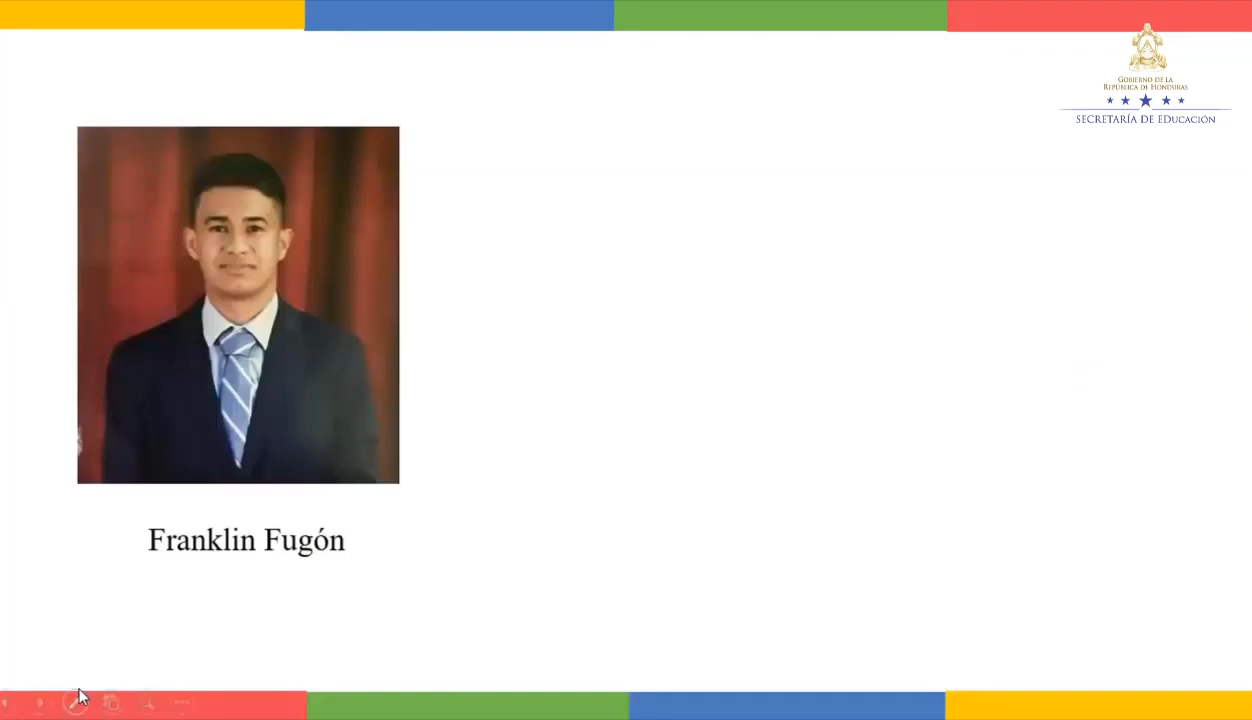 GOBIERNO DE LA
REPÚBLICA DE HONDURAS
SECRETARÍA DE EDUCACIÓN
Franklin Fugón